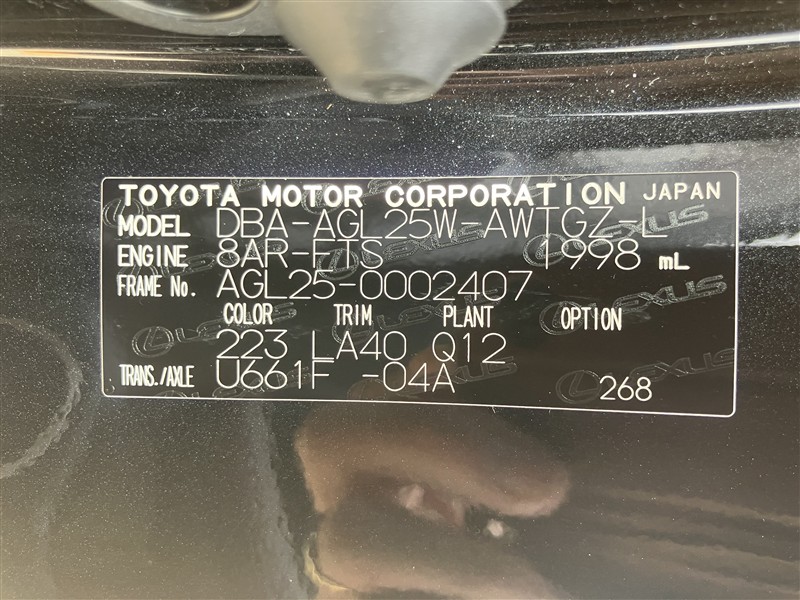 TOYOTA MOTOR CORPORATION JAPAN
MODEL DBA-AGL25W-AWTGZ-L
ENGINE 8AR-FTS 1998 mL
FRAME No. AGL25-0002407
COLOR TRIM PLANT OPTION
223 LA40 Q12
TRANS./AXLE U661F -04A
268